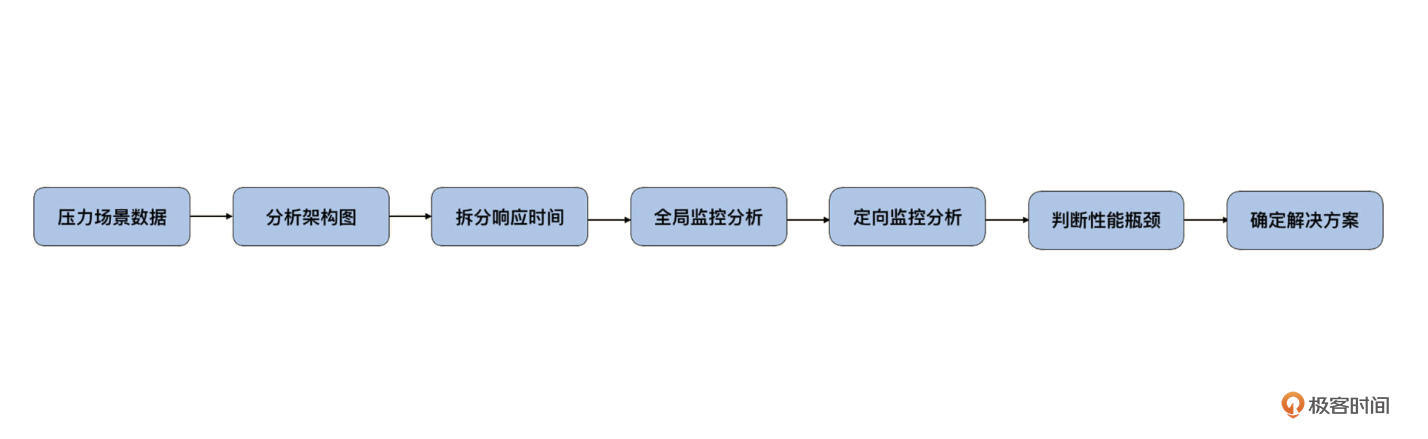 压力场景数据
分析架构图
拆分响应时间
全局监控分析
定向监控分析
判断性能瓶颈
确定解决方案
极客时间